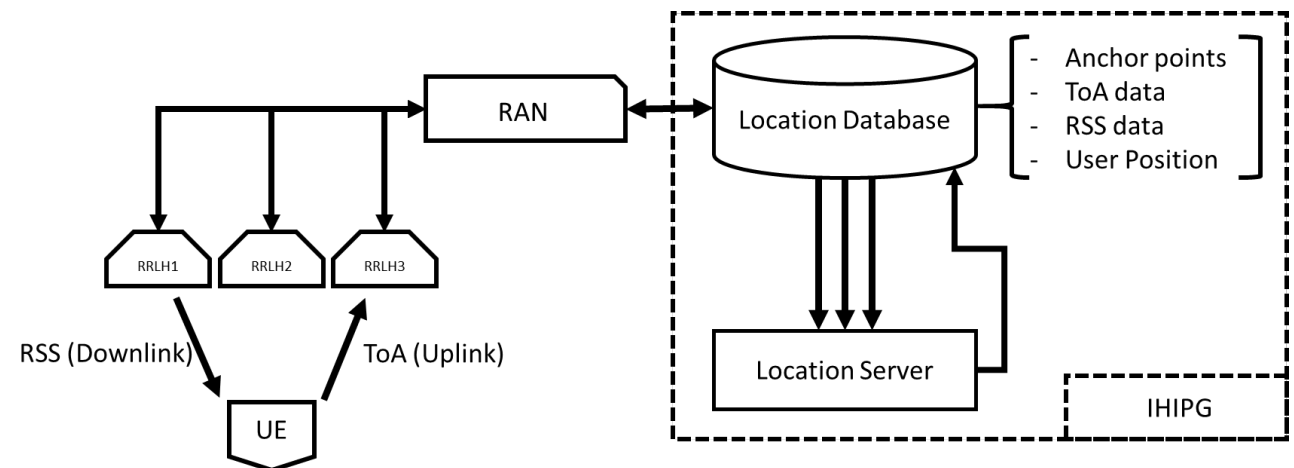 RAN
Location Database
- Anchor points
- ToA data
- RSS data
- User Position
RRLH1
RRLH2
RRLH3
RSS (Downlink)
ToA (Uplink)
UE
Location Server
IHIPG